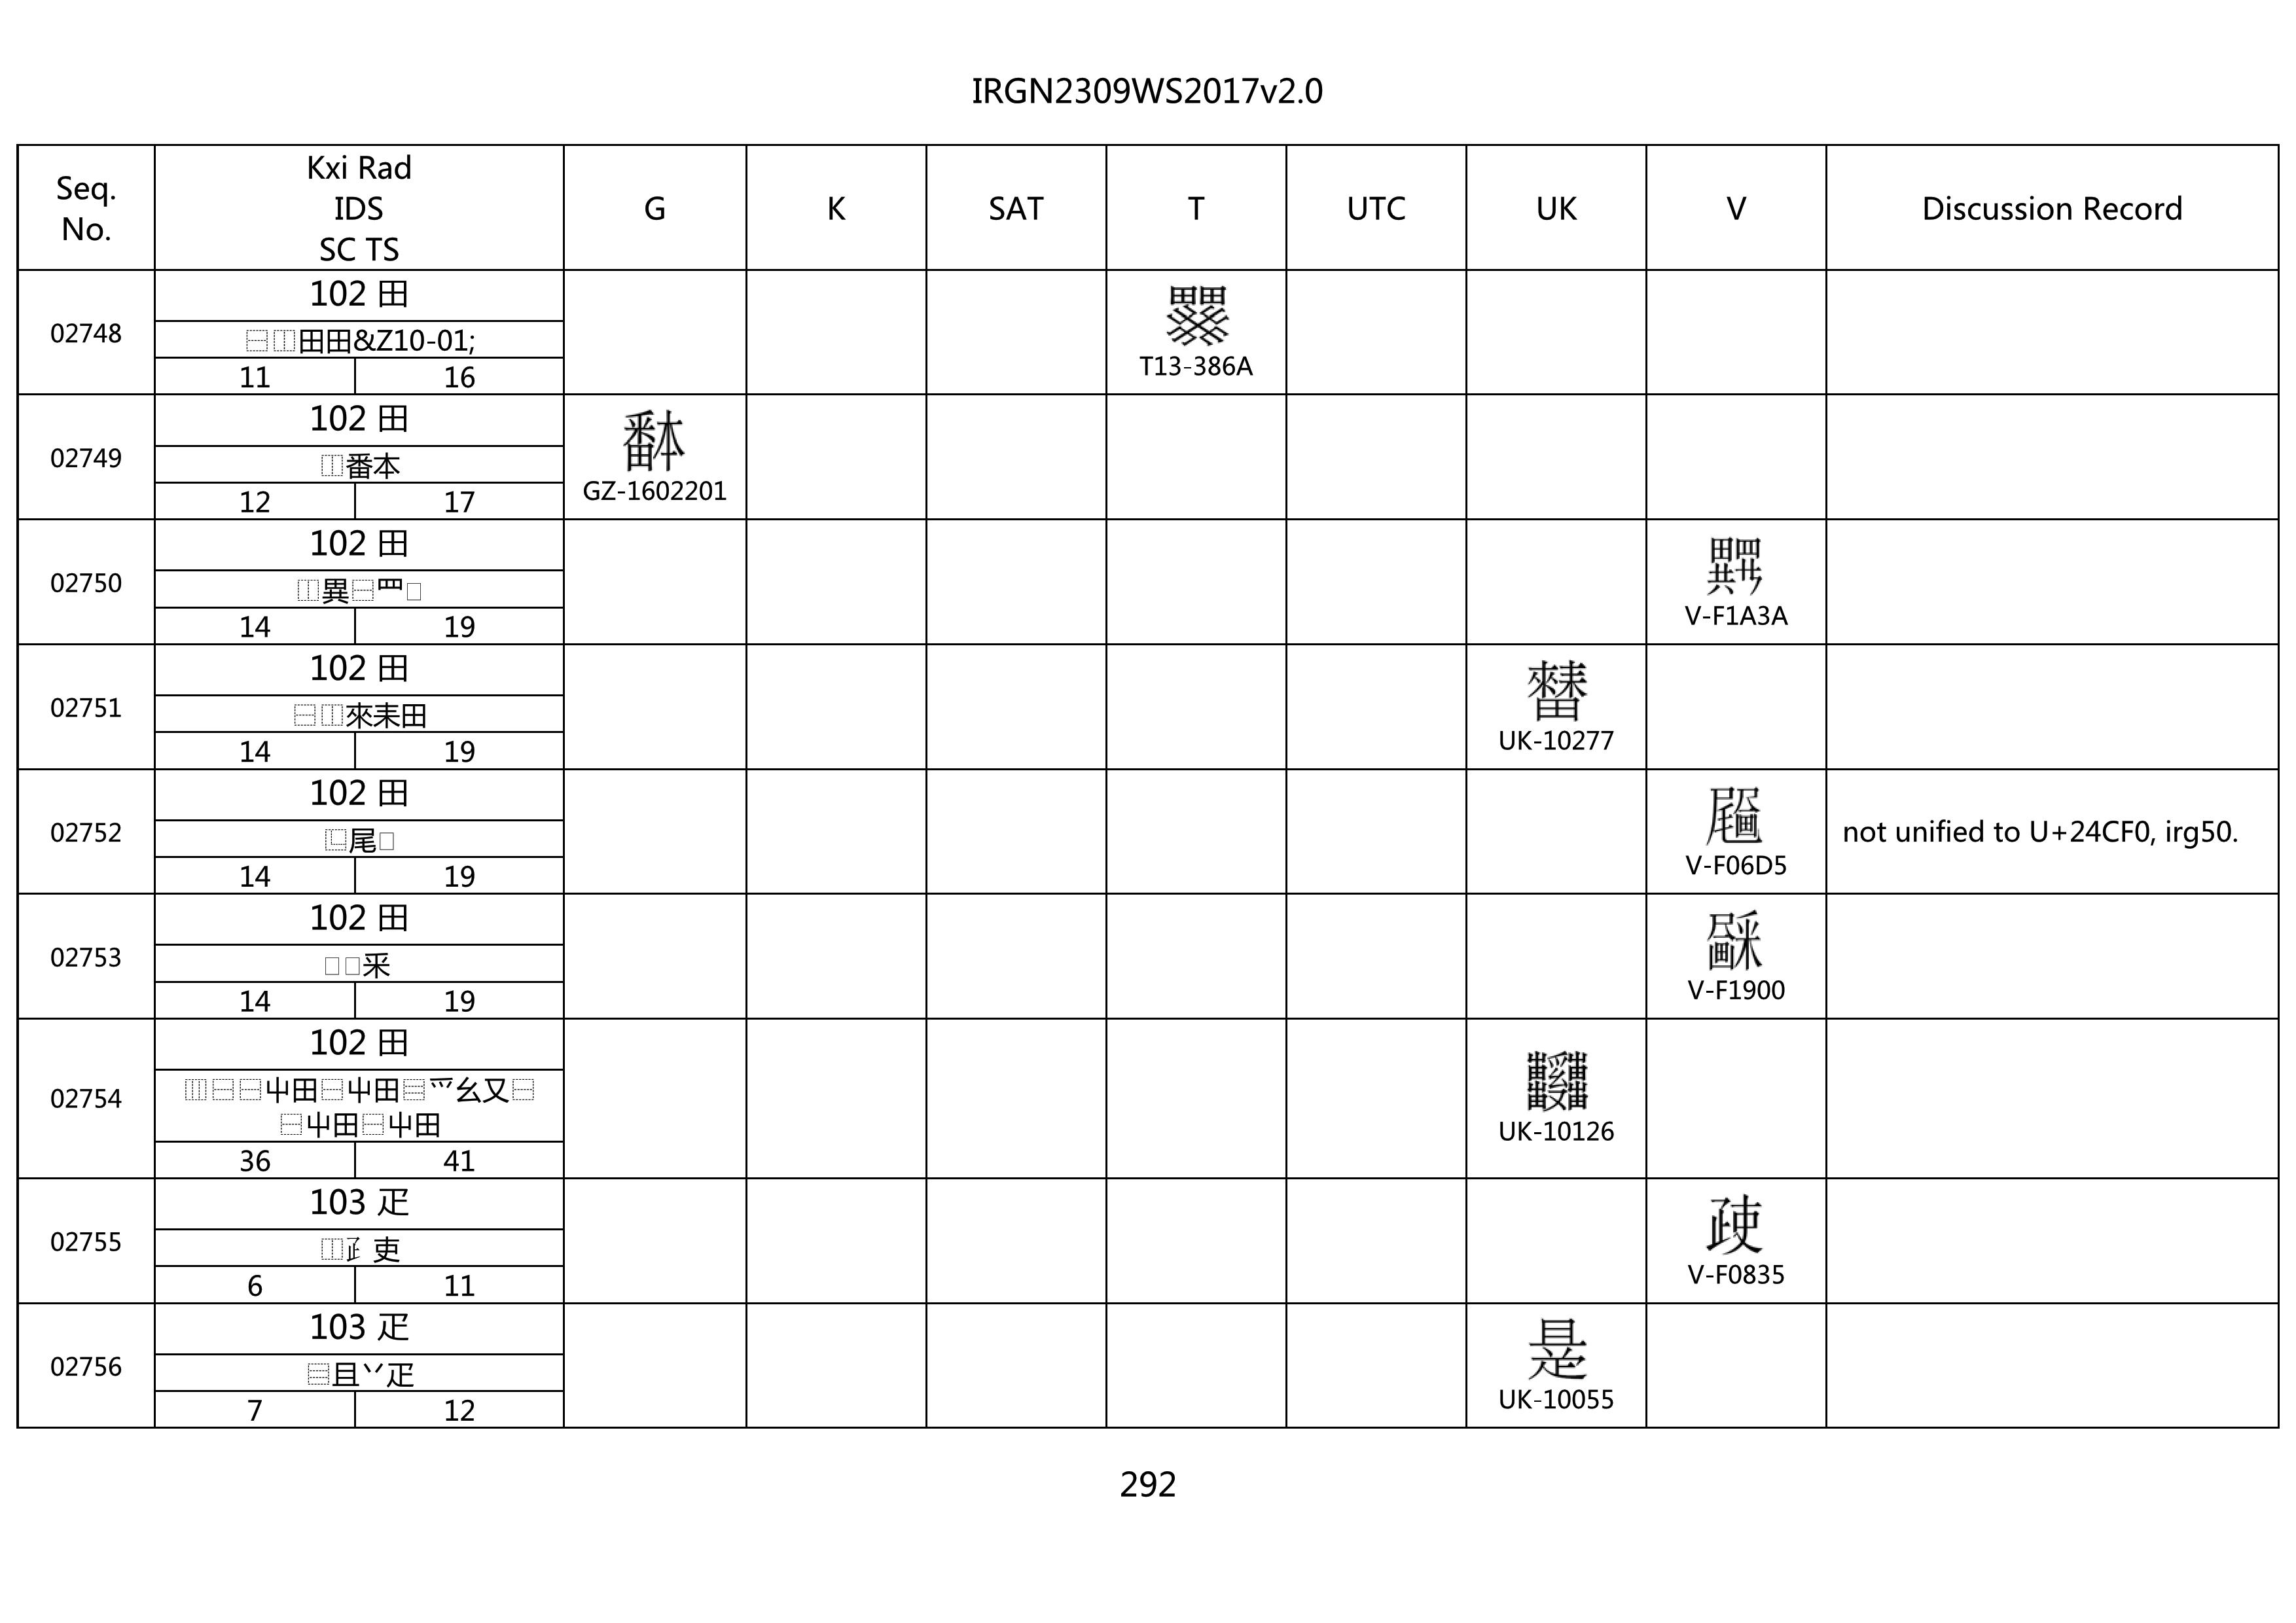 IRGN2309WS2017v2.0
Seq. No.
Kxi Rad
IDS
SC TS
G
K
SAT
T
UTC
UK
V
Discussion Record
02748
102 田
⿱⿰田田&Z10-01;
11 16
T13-386A
02749
102 田
⿰番本
12 17
GZ-1602201
02750
102 田
⿰異⿱罒
14 19
V-F1A3A
02751
102 田
⿱⿰來耒田
14 19
UK-10277
02752
102 田
⿺尾
14 19
V-F06D5
not unified to U+24CF0, irg50.
02753
102 田
釆
14 19
V-F1900
02754
102 田
⿲⿱⿱屮田⿱屮田⿳爫幺又⿱
⿱屮田⿱屮田
36 41
UK-10126
02755
103 疋
⿰𤴔吏
6 11
V-F0835
02756
103 疋
⿳且丷疋
7 12
UK-10055
292